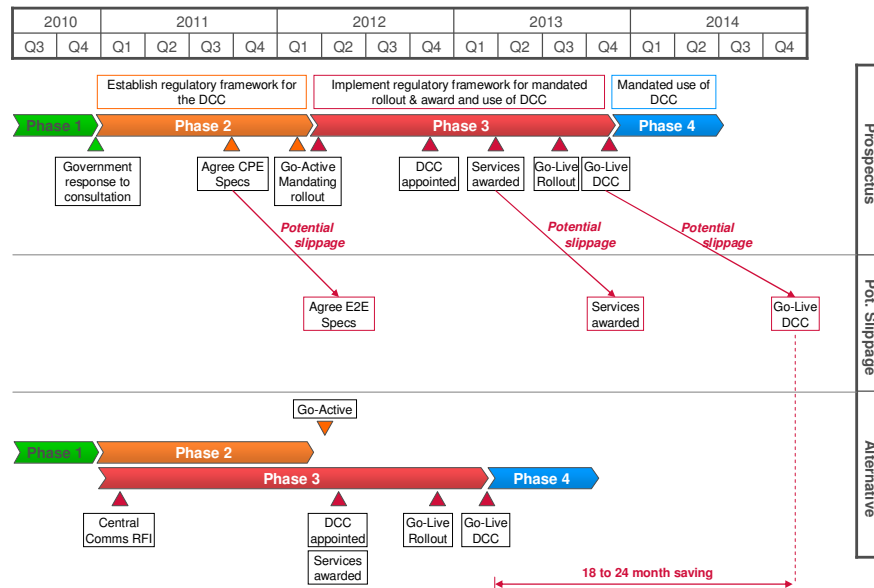 2010 2011 2012 2013 2014
Q3 Q4 Q1 Q2 Q3 Q4 Q1 Q2 Q3 Q4 Q1 Q2 Q3 Q4 Q1 Q2 Q3 Q4
Establish regulatory framework for
the DCC
Implement regulatory framework for mandated
rollout & award and use of DCC
Mandated use of
DCC
Phase 1
Phase 2
Phase 3
Phase 4
Government
response to
consultation
Agree CPE
Specs
Go-Active
Mandating
rollout
DCC
appointed
Services
awarded
Go-Live
Rollout
Go-Live
DCC
Prospectus
Potential
slippage
Potential
slippage
Potential
slippage
Agree E2E
Specs
Services
awarded
Go-Live
DCC
Pot. Slippage
Go-Active
Phase 1
Phase 2
Phase 3
Phase 4
Central
Comms RFI
DCC
appointed
Services
awarded
Go-Live
Rollout
Go-Live
DCC
Alternative
18 to 24 month saving